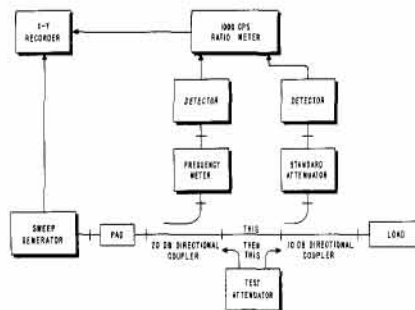 X-Y
RECORDER
1000 CPS
RATIO METER
DETECTOR
DETECTOR
FREQUENCY
METER
STANDARD
ATTENUATOR
SWEEP
GENERATOR
PAD
THIS
LOAD
20 DB DIRECTIONAL
COUPLER
THEN
THIS
10 DB DIRECTIONAL
COUPLER
TEST
ATTENUATOR